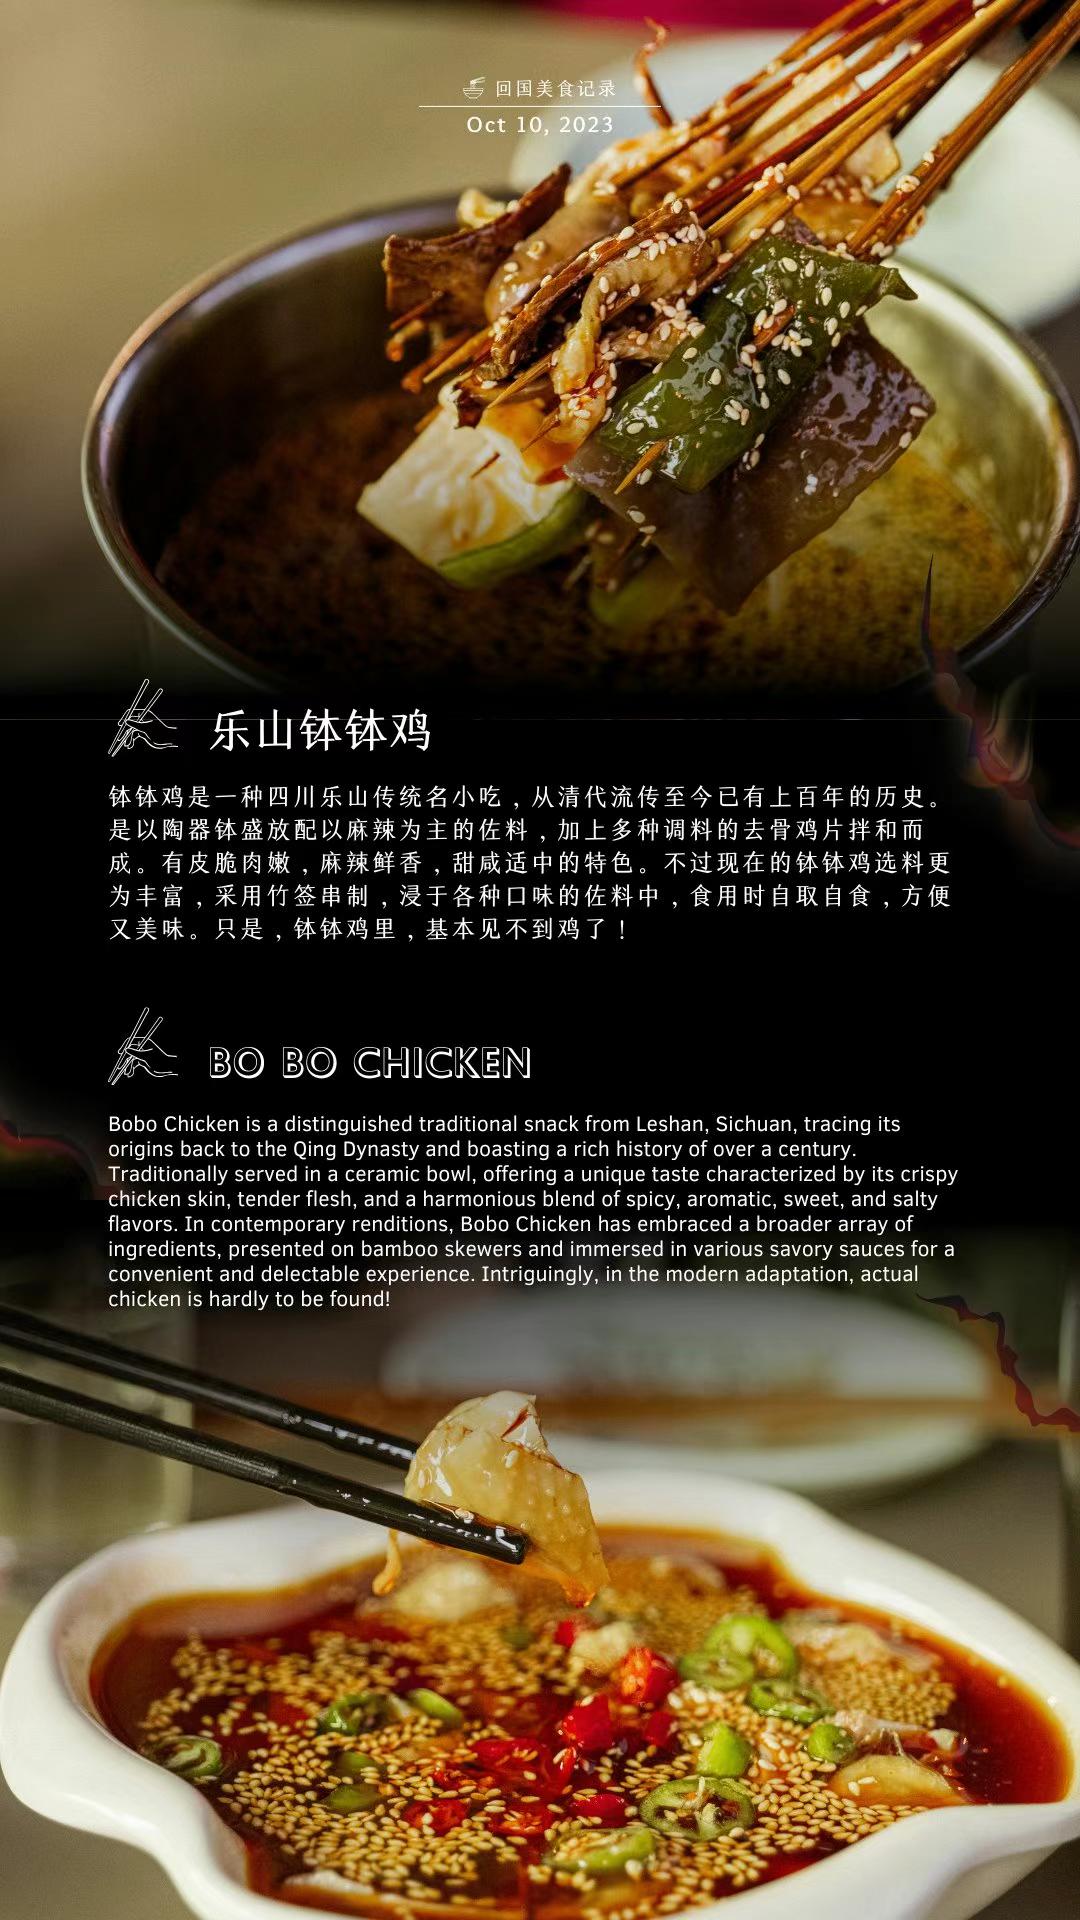 回国美食记录
Oct 10, 2023
乐山钵钵鸡
钵钵鸡是一种四川乐山传统名小吃，从清代流传至今已有上百年的历史。
是以陶器钵盛放配以麻辣为主的佐料，加上多种调料的去骨鸡片拌和而
成。有皮脆肉嫩，麻辣鲜香，甜咸适中的特色。不过现在的钵钵鸡选料更
为丰富，采用竹签串制，浸于各种口味的佐料中，食用时自取自食，方便
又美味。只是，钵钵鸡里，基本见不到鸡了！
BO BO CHICKEN
Bobo Chicken is a distinguished traditional snack from Leshan, Sichuan, tracing its
origins back to the Qing Dynasty and boasting a rich history of over a century.
Traditionally served in a ceramic bowl, offering a unique taste characterized by its crispy
chicken skin, tender flesh, and a harmonious blend of spicy, aromatic, sweet, and salty
flavors. In contemporary renditions, Bobo Chicken has embraced a broader array of
ingredients, presented on bamboo skewers and immersed in various savory sauces for a
convenient and delectable experience. Intriguingly, in the modern adaptation, actual
chicken is hardly to be found!